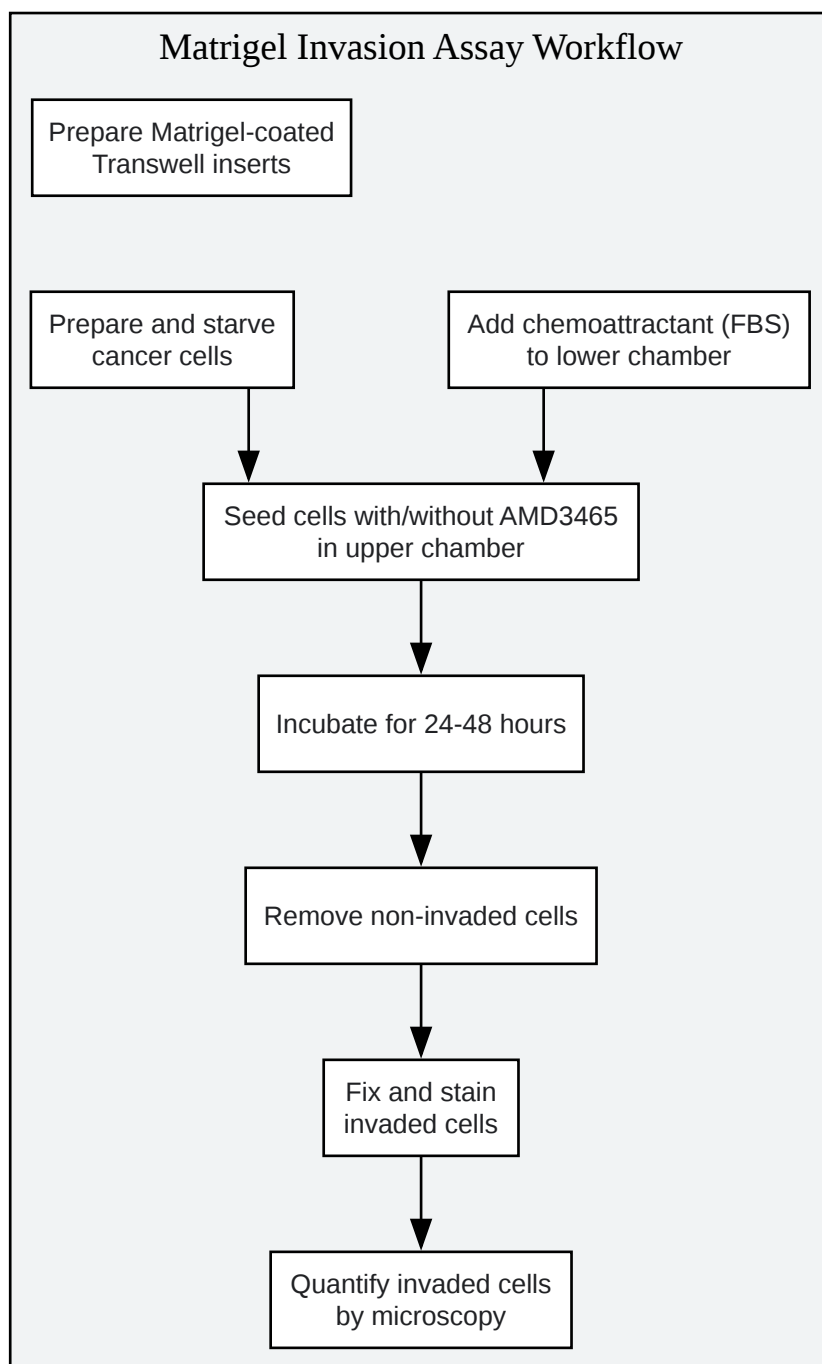 Matrigel Invasion Assay Workflow
Prepare Matrigel-coated
Transwell inserts
Prepare and starve
cancer cells
Add chemoattractant (FBS)
to lower chamber
Seed cells with/without AMD3465
in upper chamber
Incubate for 24-48 hours
Remove non-invaded cells
Fix and stain
invaded cells
Quantify invaded cells
by microscopy